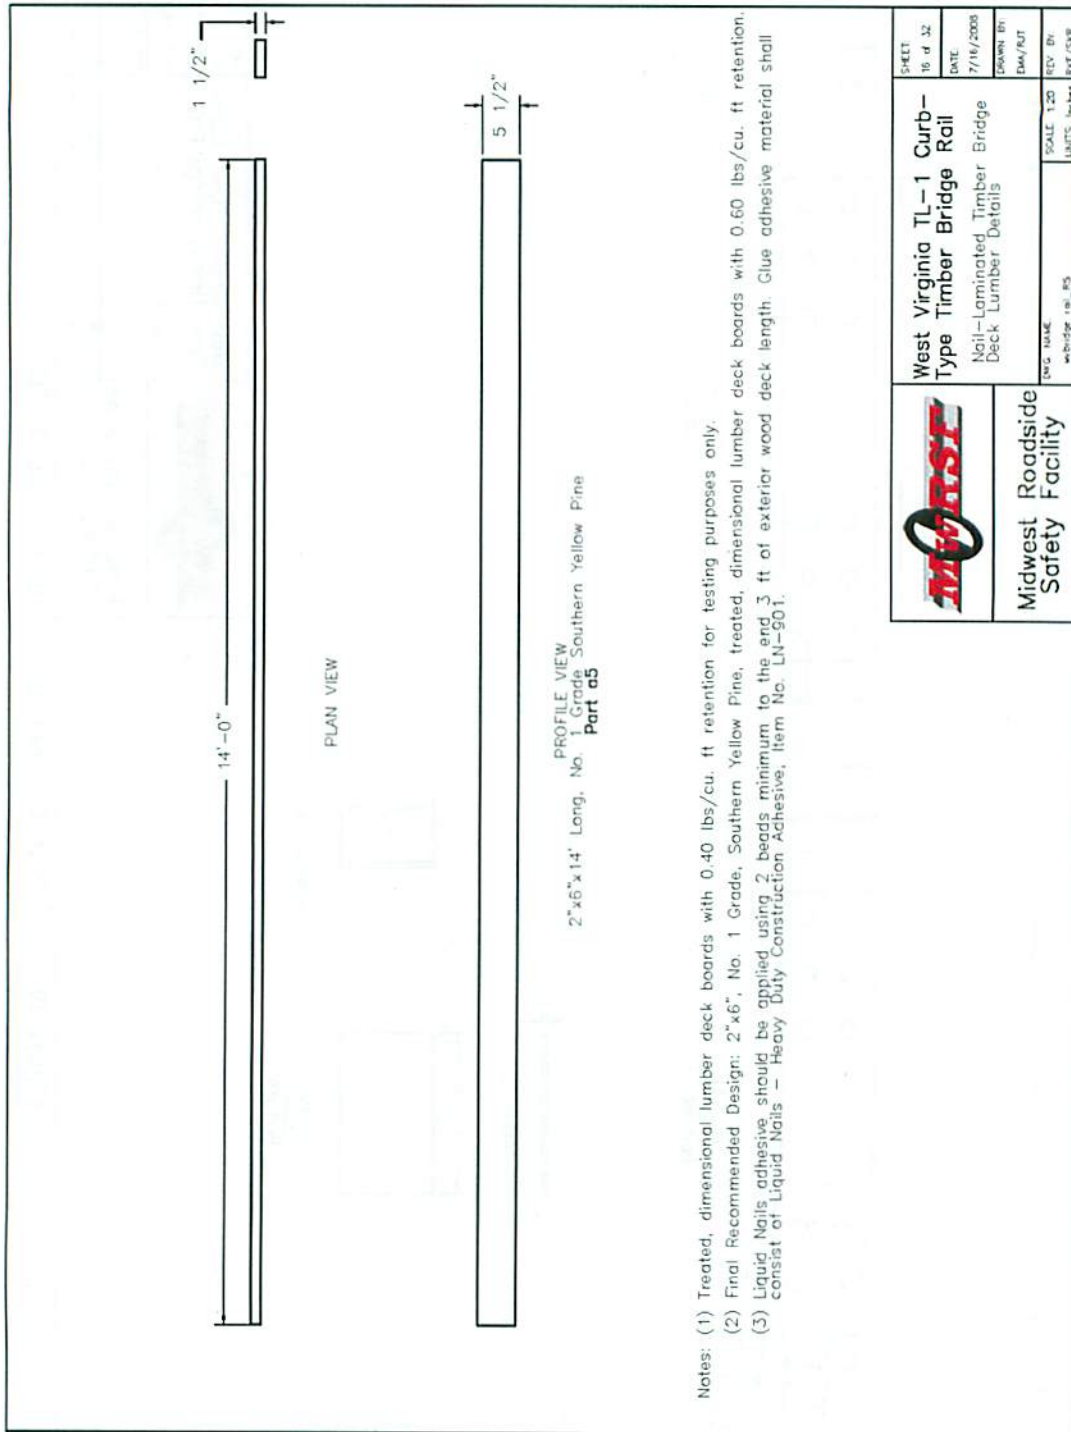 1 1/2"
14'-0"
PLAN VIEW
5 1/2"
PROFILE VIEW
2"x6"x14' Long, No. 1 Grade Southern Yellow Pine
Part a5
Notes: (1) Treated, dimensional lumber deck boards with 0.40 lbs/cu. ft retention for testing purposes only.
(2) Final Recommended Design: 2"x6", No. 1 Grade, Southern Yellow Pine, treated, dimensional lumber deck boards with 0.60 lbs/cu. ft retention.
(3) Liquid Nails adhesive should be applied using 2 beads minimum to the end 3 ft of exterior wood deck length. Glue adhesive material shall
consist of Liquid Nails – Heavy Duty Construction Adhesive, Item No. LN-901.
MWRSF
Midwest Roadside
Safety Facility
West Virginia TL-1 Curb-
Type Timber Bridge Rail
Nail-Laminated Timber Bridge
Deck Lumber Details
DWG. NAME
SCALE 1:20
UNITS Inches
SHEET
16 of 32
DATE:
7/16/2008
DRAWN BY:
EMA/RJT
REV. BY: